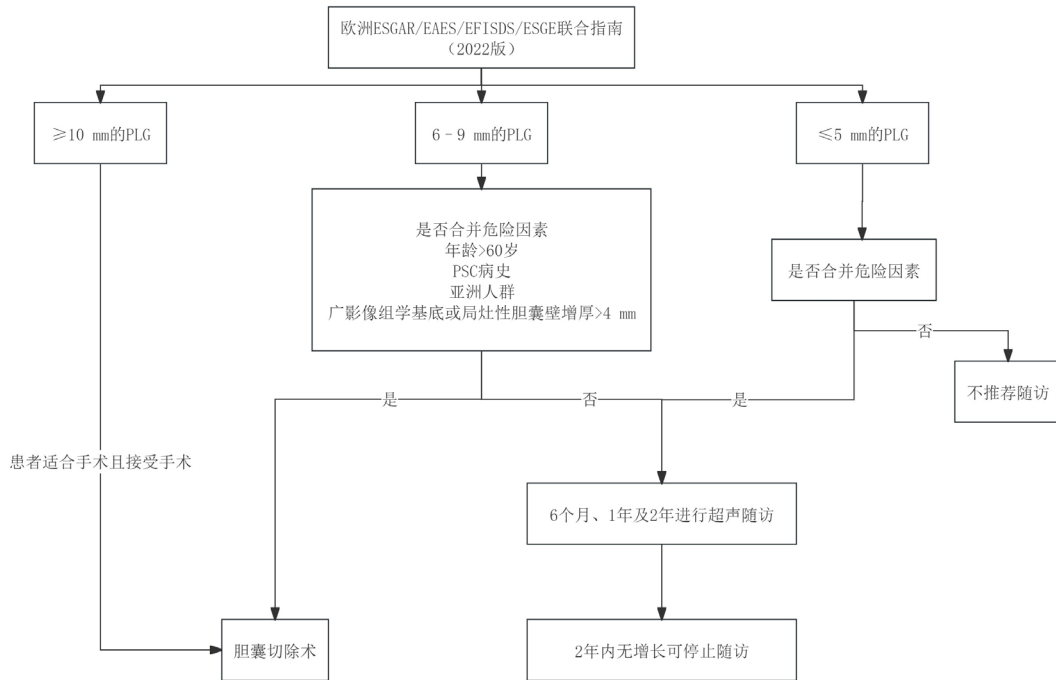 欧洲ESGAR/EAES/EFISDS/ESGE联合指南
（2022版）
≥10 mm的PLG
6–9 mm的PLG
≤5 mm的PLG
是否合并危险因素
年龄>60岁
PSC病史
亚洲人群
广影像组学基底或局灶性胆囊壁增厚>4 mm
是否合并危险因素
否
不推荐随访
是
否
是
患者适合手术且接受手术
6个月、1年及2年进行超声随访
胆囊切除术
2年内无增长可停止随访